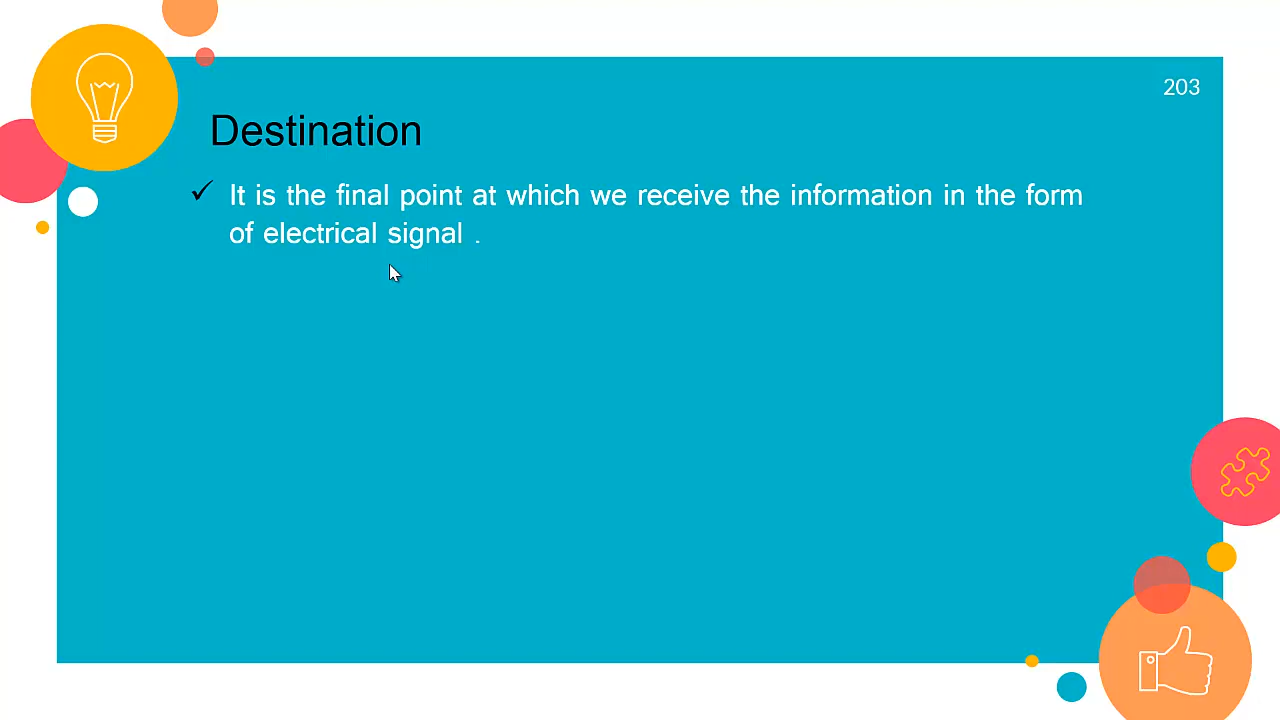 203
Destination
✓ It is the final point at which we receive the information in the form
of electrical signal .